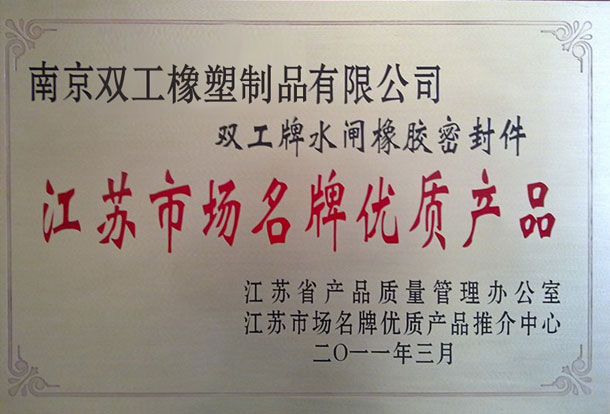 南京双工橡塑制品有限公司
双工牌水闸橡胶密封件
江苏市场名牌优质产品
江苏省产品质量管理办公室
江苏市场名牌优质产品推介中心
二〇一一年三月